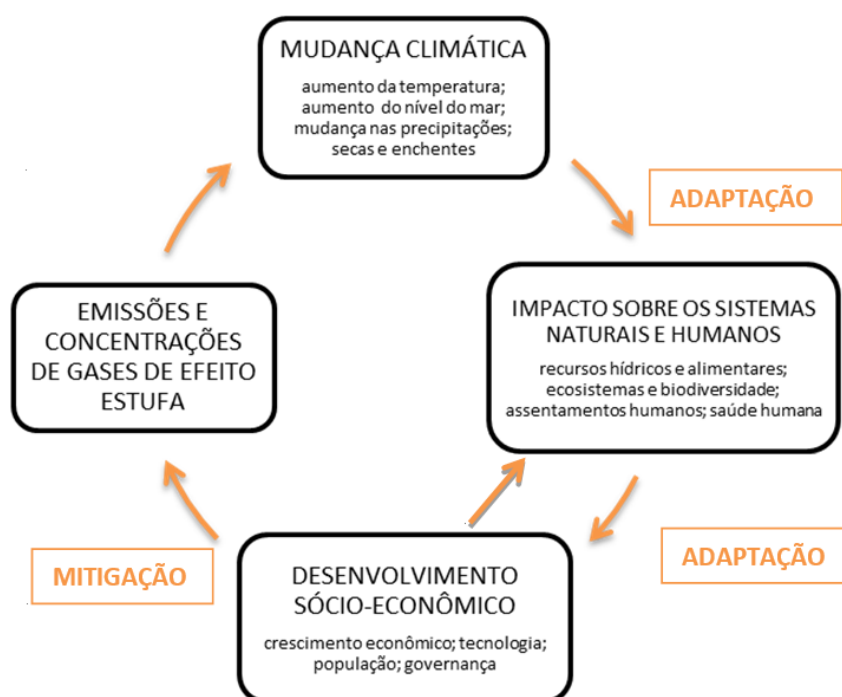 MUDANÇA CLIMÁTICA
aumento da temperatura;
aumento do nível do mar;
mudança nas precipitações;
secas e enchentes
ADAPTAÇÃO
EMISSÕES E
CONCENTRAÇÕES
DE GASES DE EFEITO
ESTUFA
IMPACTO SOBRE OS SISTEMAS
NATURAIS E HUMANOS
recursos hídricos e alimentares;
ecosistemas e biodiversidade;
assentamentos humanos; saúde humana
MITIGAÇÃO
DESENVOLVIMENTO
SÓCIO-ECONÔMICO
crescimento econômico; tecnologia;
população; governança
ADAPTAÇÃO